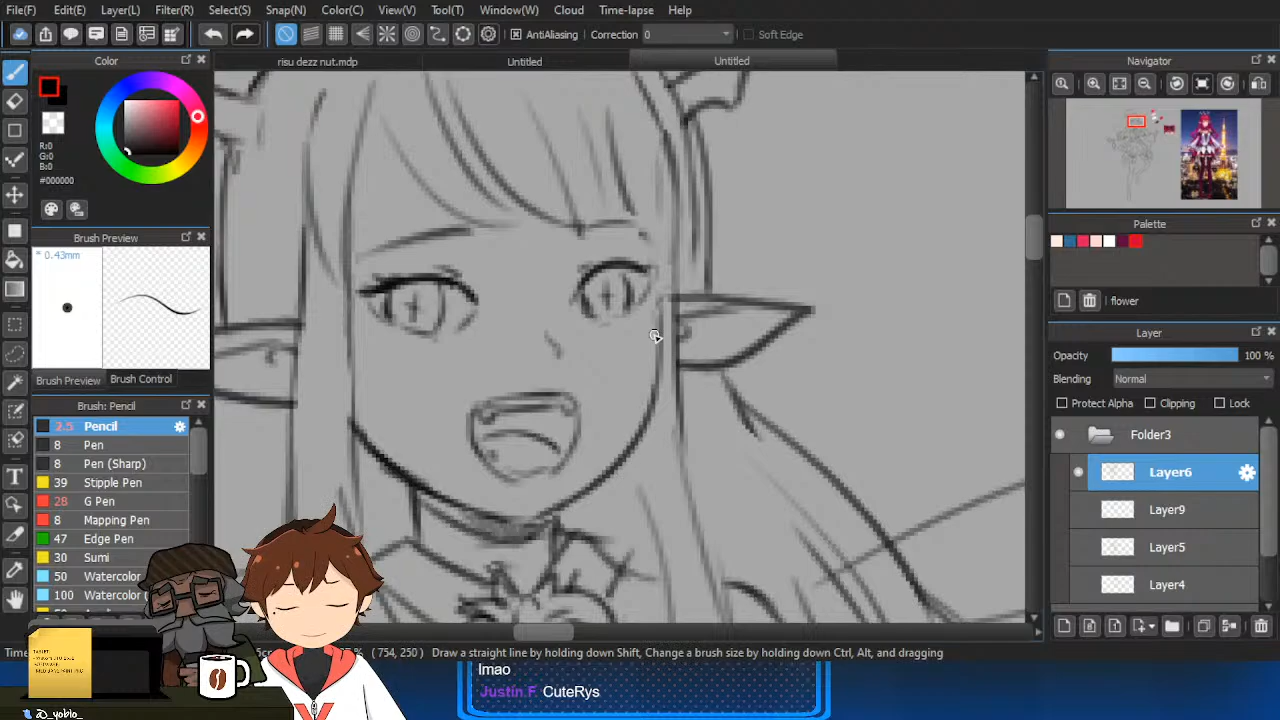 File(F) Edit(E) Layer(L) Filter(R) Select(S) Snap(N) Color(C) View(V) Tool(T) Window(W) Cloud Time-lapse Help
AntiAliasing Correction 0 Soft Edge
Color
risu dezz nut.mdp Untitled Untitled
Navigator
R:0
G:0
B:0
#000000
Brush Preview
* 0.43mm
Brush Preview Brush Control
Brush: Pencil
2.5 Pencil
8 Pen
8 Pen (Sharp)
39 Stipple Pen
28 G Pen
8 Mapping Pen
47 Edge Pen
30 Sumi
50 Watercolor
100 Watercolor
Palette
flower
Layer
Opacity 100 %
Blending Normal
Protect Alpha Clipping Lock
Folder3
Layer6
Layer9
Layer5
Layer4
(754, 250) Draw a straight line by holding down Shift, Change a brush size by holding down Ctrl, Alt, and dragging
lmao
Justin F CuteRys